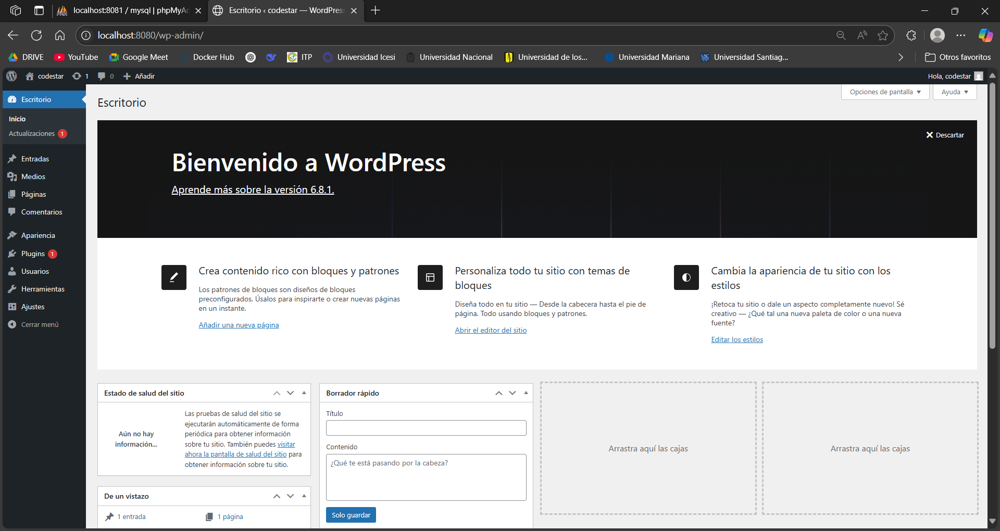 localhost:8081 / mysql | phpMyAd
Escritorio ‹ codestar — WordPress
localhost:8080/wp-admin/
DRIVE
YouTube
Google Meet
Docker Hub
ITP
Universidad Icesi
Universidad Nacional
Universidad de los...
Universidad Mariana
Universidad Santiag...
Otros favoritos
codestar
1
0
Añadir
Hola, codestar
Escritorio
Inicio
Actualizaciones 1
Entradas
Medios
Páginas
Comentarios
Apariencia
Plugins 1
Usuarios
Herramientas
Ajustes
Cerrar menú
Opciones de pantalla
Ayuda
Escritorio
Descartar
Bienvenido a WordPress
Aprende más sobre la versión 6.8.1.
Crea contenido rico con bloques y patrones
Los patrones de bloques son diseños de bloques
preconfigurados. Úsalos para inspirarte o crear nuevas páginas
en un instante.
Añadir una nueva página
Personaliza todo tu sitio con temas de
bloques
Diseña todo en tu sitio — Desde la cabecera hasta el pie de
página. Todo usando bloques y patrones.
Abrir el editor del sitio
Cambia la apariencia de tu sitio con los
estilos
¡Retoca tu sitio o dale un aspecto completamente nuevo! Sé
creativo — ¿Qué tal una nueva paleta de color o una nueva
fuente?
Editar los estilos
Estado de salud del sitio
Aún no hay
información...
Las pruebas de salud del sitio se
ejecutarán automáticamente de forma
periódica para obtener información
sobre tu sitio. También puedes visitar
ahora la pantalla de salud del sitio para
obtener información sobre tu sitio.
De un vistazo
1 entrada
1 página
Borrador rápido
Título
Contenido
¿Qué te está pasando por la cabeza?
Solo guardar
Arrastra aquí las cajas
Arrastra aquí las cajas